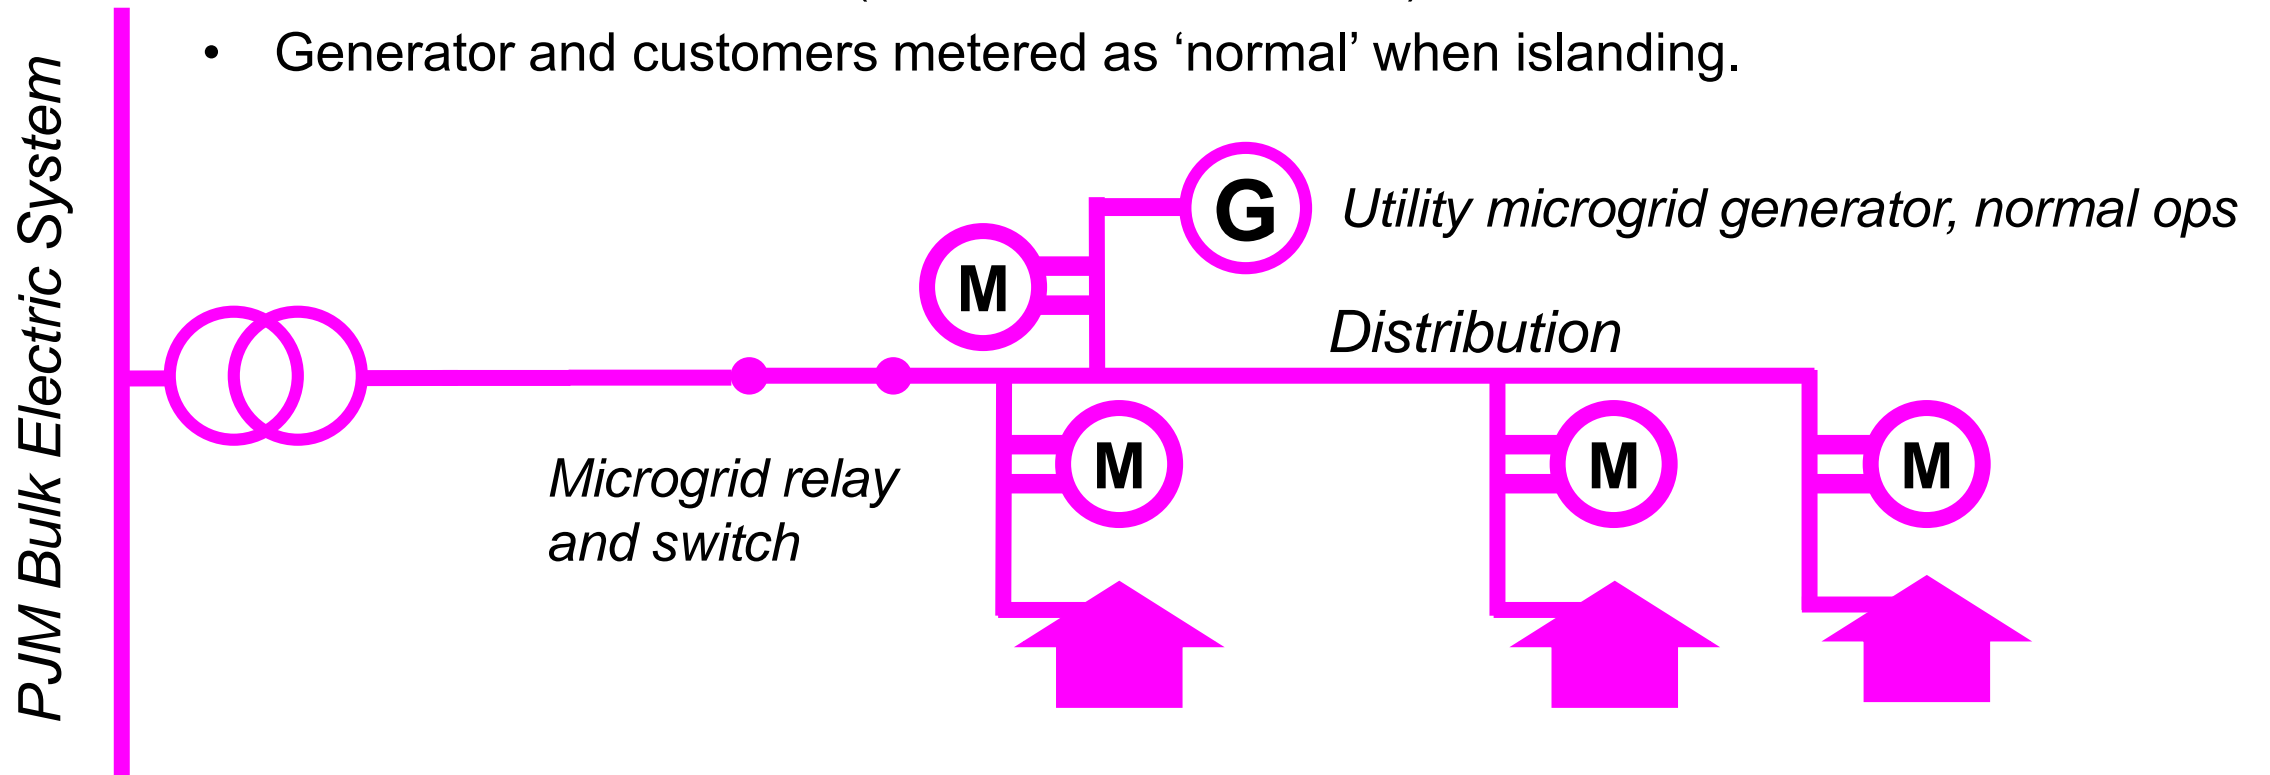 • Generator and customers metered as ‘normal’ when islanding.
PJM Bulk Electric System
G
Utility microgrid generator, normal ops
M
Distribution
Microgrid relay
and switch
M
M
M